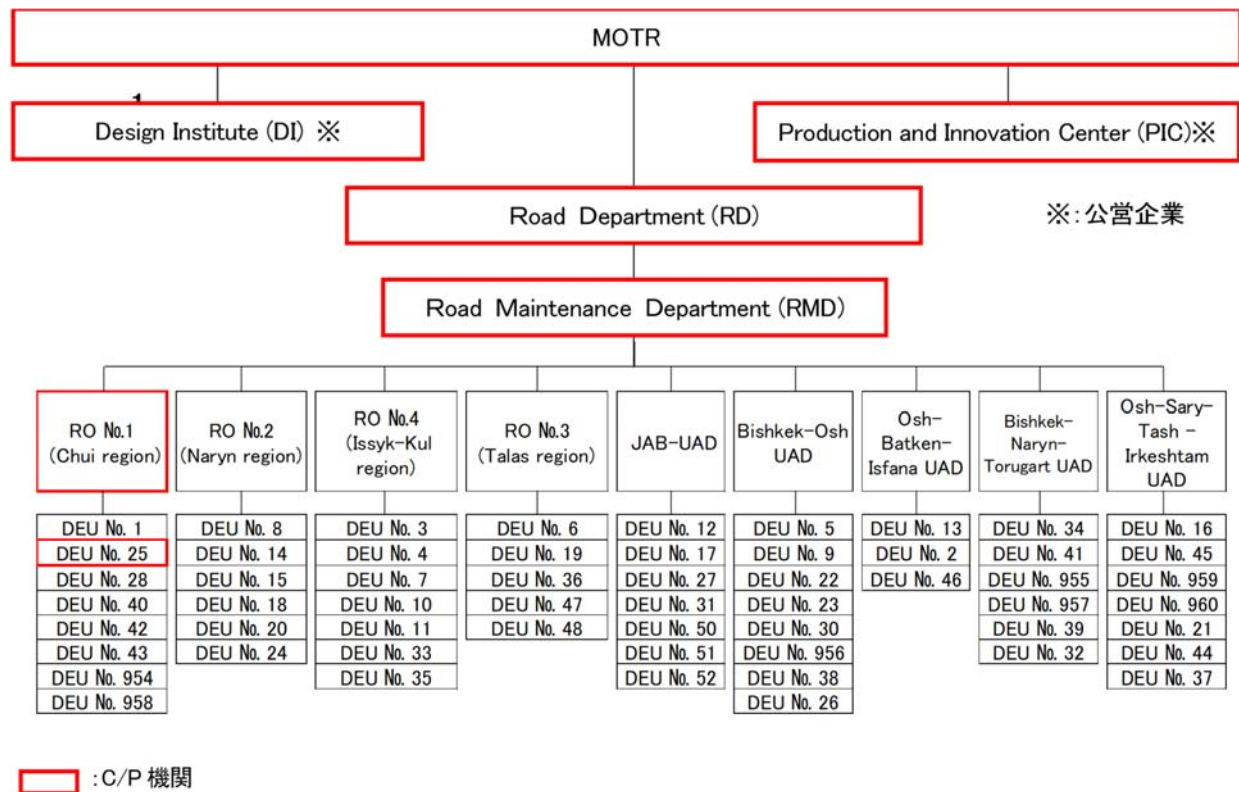 MOTR
Design Institute (DI) ※
Production and Innovation Center (PIC)※
Road Department (RD)
※:公営企業
Road Maintenance Department (RMD)
RO №.1
(Chui region)
RO №.2
(Naryn region)
RO №.4
(Issyk-Kul
region)
RO №.3
(Talas region)
JAB-UAD
Bishkek-Osh
UAD
Osh-
Batken-
Isfana UAD
Bishkek-
Naryn-
Torugart UAD
Osh-Sary-
Tash -
Irkeshtam
UAD
DEU №. 1
DEU №. 25
DEU №. 28
DEU №. 40
DEU №. 42
DEU №. 43
DEU №. 954
DEU №. 958
DEU №. 8
DEU №. 14
DEU №. 15
DEU №. 18
DEU №. 20
DEU №. 24
DEU №. 3
DEU №. 4
DEU №. 7
DEU №. 10
DEU №. 11
DEU №. 33
DEU №. 35
DEU №. 6
DEU №. 19
DEU №. 36
DEU №. 47
DEU №. 48
DEU №. 12
DEU №. 17
DEU №. 27
DEU №. 31
DEU №. 50
DEU №. 51
DEU №. 52
DEU №. 5
DEU №. 9
DEU №. 22
DEU №. 23
DEU №. 30
DEU №. 956
DEU №. 38
DEU №. 26
DEU №. 13
DEU №. 2
DEU №. 46
DEU №. 34
DEU №. 41
DEU №. 955
DEU №. 957
DEU №. 39
DEU №. 32
DEU №. 16
DEU №. 45
DEU №. 959
DEU №. 960
DEU №. 21
DEU №. 44
DEU №. 37
:C/P 機関